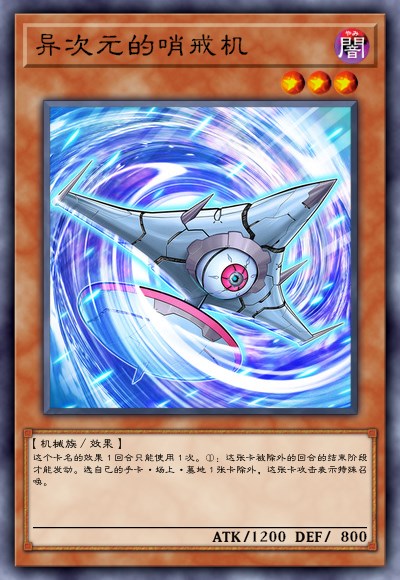 异次元的哨戒机
やみ
闇
【机械族／效果】
这个卡名的效果1回合只能使用1次。①：这张卡被除外的回合的结束阶段
才能发动。选自己的手卡·场上·墓地1张卡除外，这张卡攻击表示特殊召
唤。
ATK/1200 DEF/ 800